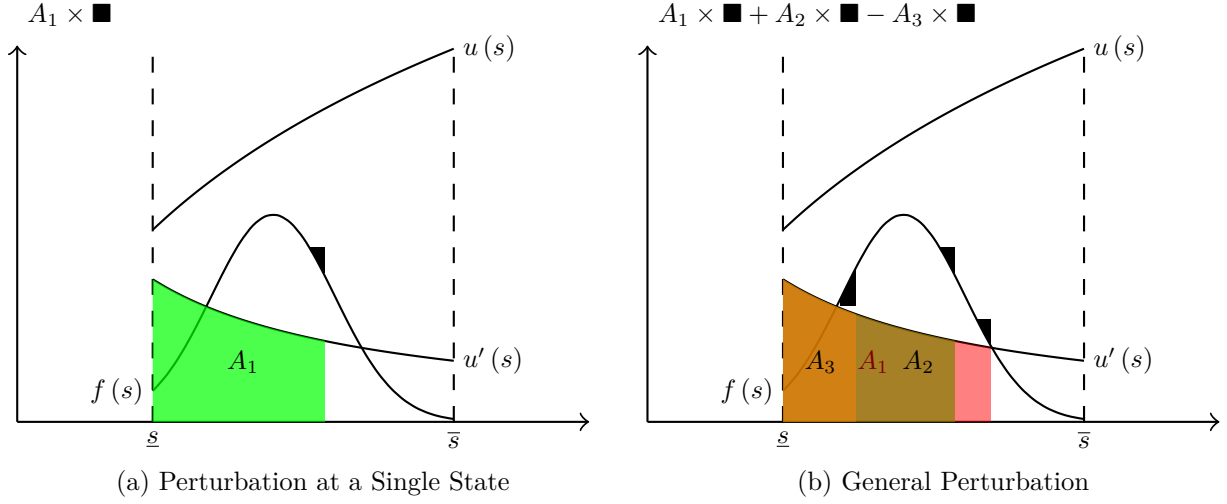 A₁ × ■
A₁ × ■ + A₂ × ■ − A₃ × ■
u (s)
u (s)
A₁
A₃ A₁ A₂
u′ (s)
u′ (s)
f (s)
f (s)
s̲
s̅
s̲
s̅
(a) Perturbation at a Single State
(b) General Perturbation